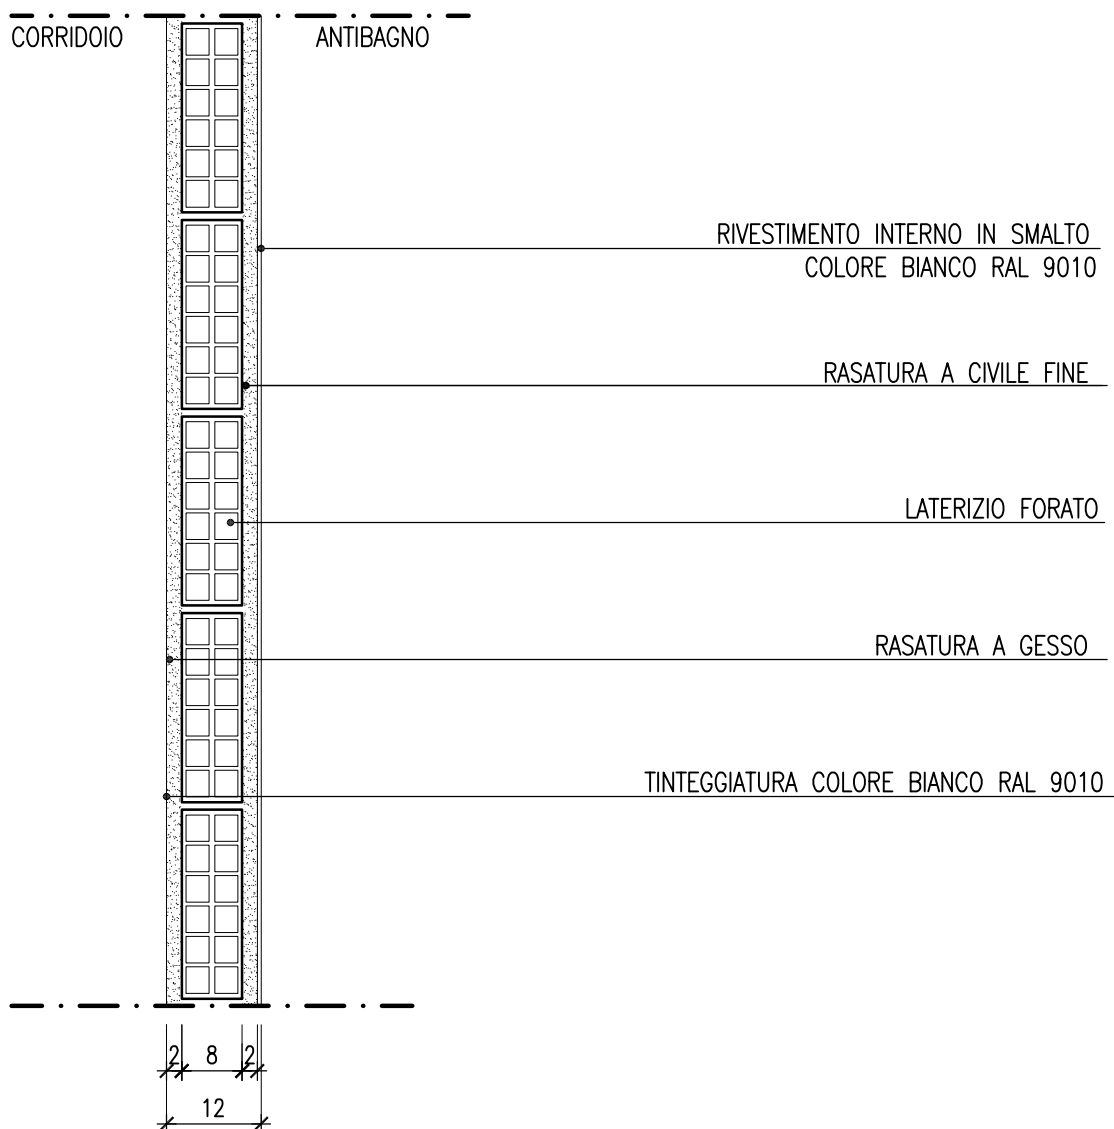 CORRIDOIO
ANTIBAGNO
RIVESTIMENTO INTERNO IN SMALTO
COLORE BIANCO RAL 9010
RASATURA A CIVILE FINE
LATERIZIO FORATO
RASATURA A GESSO
TINTEGGIATURA COLORE BIANCO RAL 9010
2 8 2
12